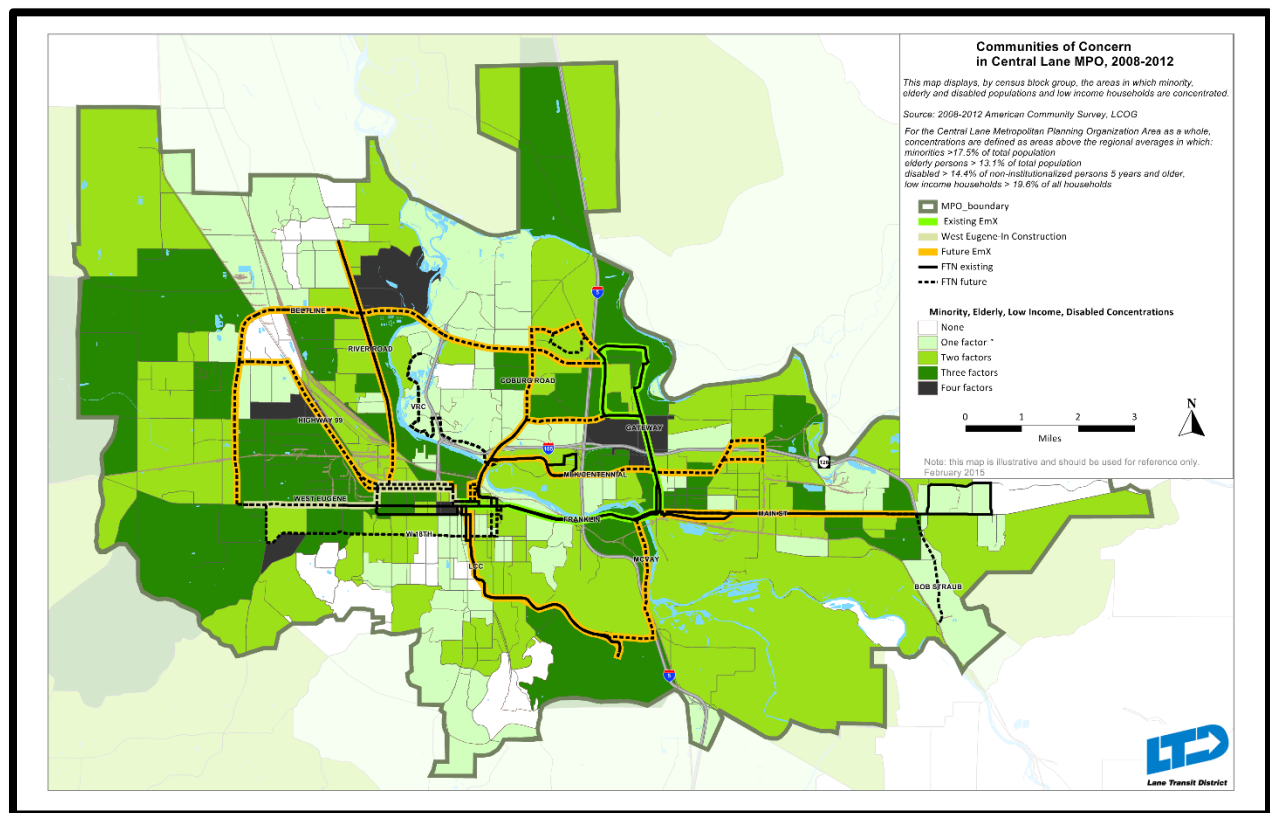 Communities of Concern
in Central Lane MPO, 2008-2012
This map displays, by census block group, the areas in which minority,
elderly and disabled populations and low income households are concentrated.
Source: 2008-2012 American Community Survey, LCOG
For the Central Lane Metropolitan Planning Organization Area as a whole,
concentrations are defined as areas above the regional averages in which:
minorities >17.5% of total population
elderly persons > 13.1% of total population
disabled > 14.4% of non-institutionalized persons 5 years and older,
low income households > 19.6% of all households
MPO_boundary
Existing EmX
West Eugene-In Construction
Future EmX
FTN existing
FTN future
Minority, Elderly, Low Income, Disabled Concentrations
None
One factor "
Two factors
Three factors
Four factors
0 1 2 3
Miles
N
Note: this map is illustrative and should be used for reference only.
February 2015
5
BELTLINE
RIVER ROAD
COBURG ROAD
VRC
HIGHWAY 99
GATEWAY
105
126
MLK/CENTENNIAL
WEST EUGENE
FRANKLIN
MAIN ST
W 18TH
MCVAY
LCC
BOB STRAUB
5
LTD
Lane Transit District